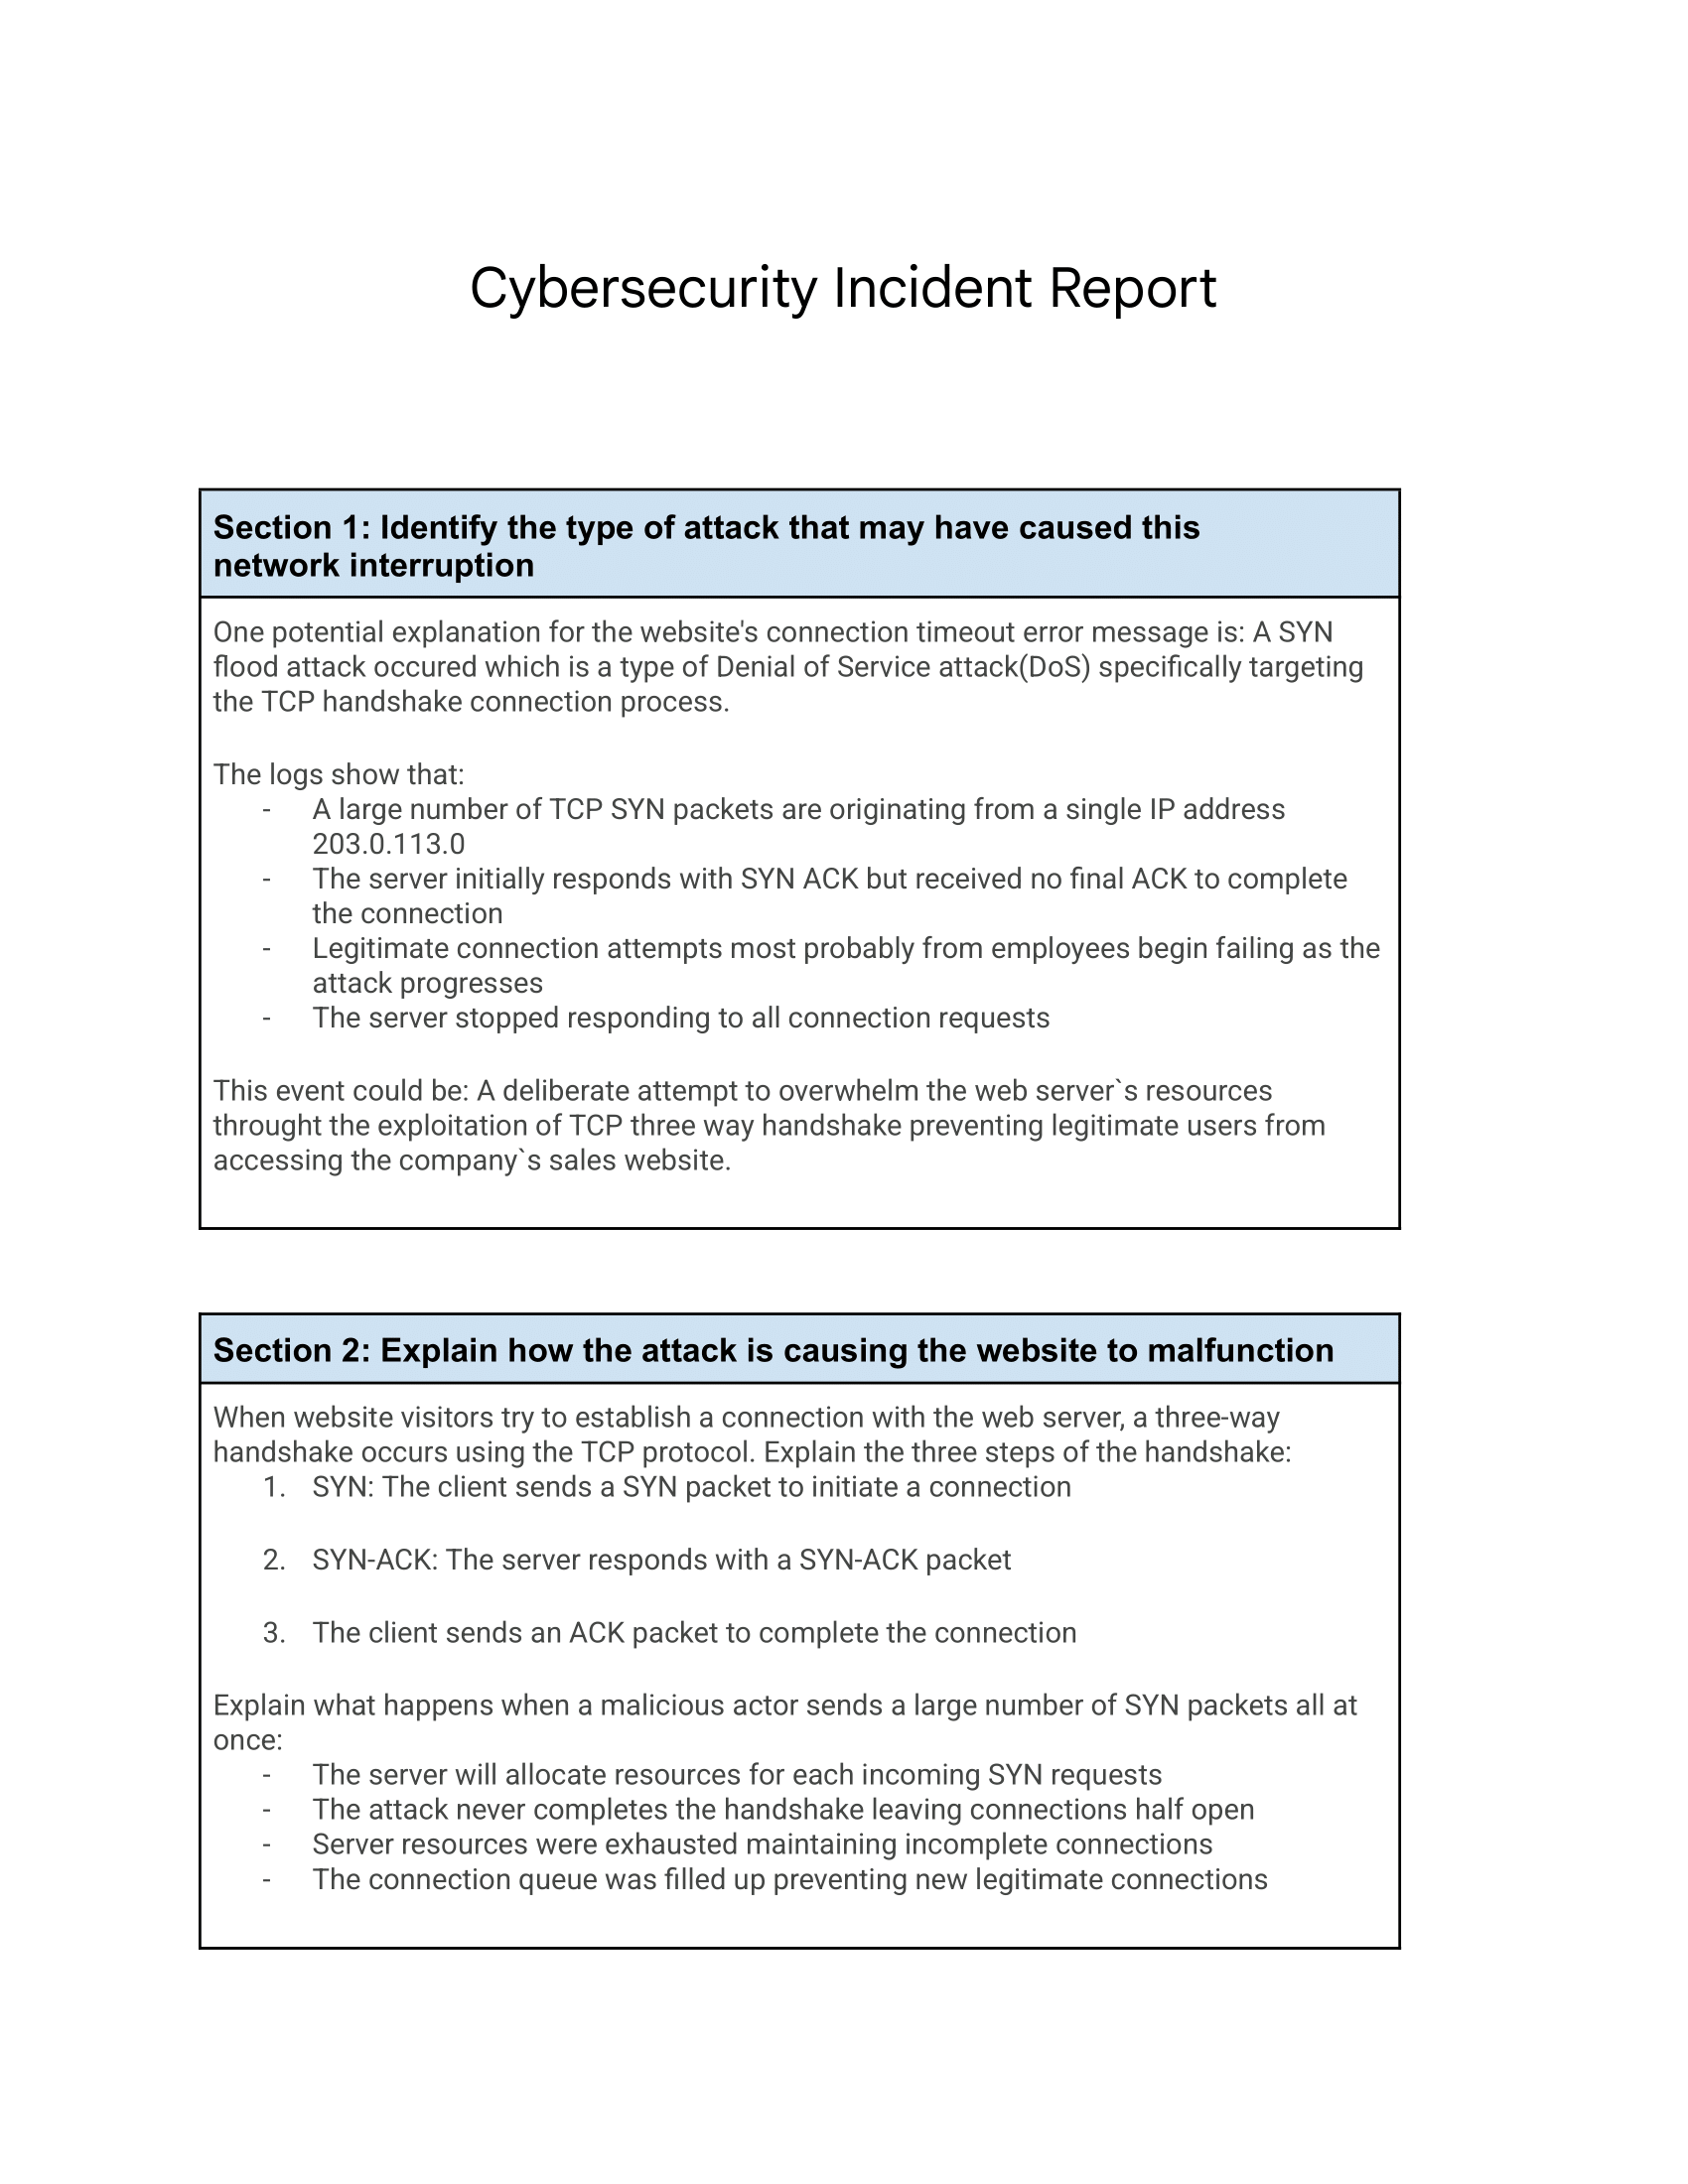 Cybersecurity Incident Report
Section 1: Identify the type of attack that may have caused this
network interruption
One potential explanation for the website's connection timeout error message is: A SYN
flood attack occured which is a type of Denial of Service attack(DoS) specifically targeting
the TCP handshake connection process.
The logs show that:
- A large number of TCP SYN packets are originating from a single IP address
203.0.113.0
- The server initially responds with SYN ACK but received no final ACK to complete
the connection
- Legitimate connection attempts most probably from employees begin failing as the
attack progresses
- The server stopped responding to all connection requests
This event could be: A deliberate attempt to overwhelm the web server`s resources
throught the exploitation of TCP three way handshake preventing legitimate users from
accessing the company`s sales website.
Section 2: Explain how the attack is causing the website to malfunction
When website visitors try to establish a connection with the web server, a three-way
handshake occurs using the TCP protocol. Explain the three steps of the handshake:
1. SYN: The client sends a SYN packet to initiate a connection
2. SYN-ACK: The server responds with a SYN-ACK packet
3. The client sends an ACK packet to complete the connection
Explain what happens when a malicious actor sends a large number of SYN packets all at
once:
- The server will allocate resources for each incoming SYN requests
- The attack never completes the handshake leaving connections half open
- Server resources were exhausted maintaining incomplete connections
- The connection queue was filled up preventing new legitimate connections